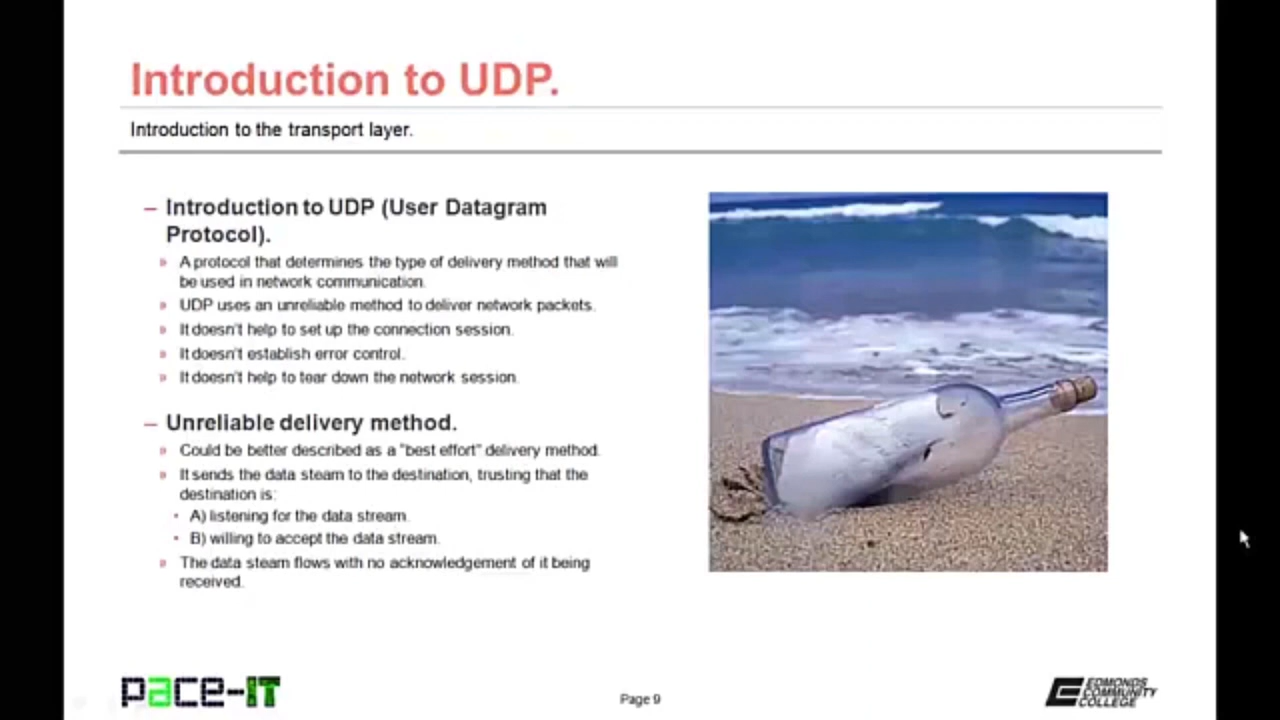 Introduction to UDP.
Introduction to the transport layer.
– Introduction to UDP (User Datagram
Protocol).
» A protocol that determines the type of delivery method that will
be used in network communication.
» UDP uses an unreliable method to deliver network packets.
» It doesn't help to set up the connection session.
» It doesn't establish error control.
» It doesn't help to tear down the network session.
– Unreliable delivery method.
» Could be better described as a "best effort" delivery method.
» It sends the data steam to the destination, trusting that the
destination is:
• A) listening for the data stream.
• B) willing to accept the data stream.
» The data steam flows with no acknowledgement of it being
received.
pace-IT
Page 9
EDMONDS
COMMUNITY
COLLEGE